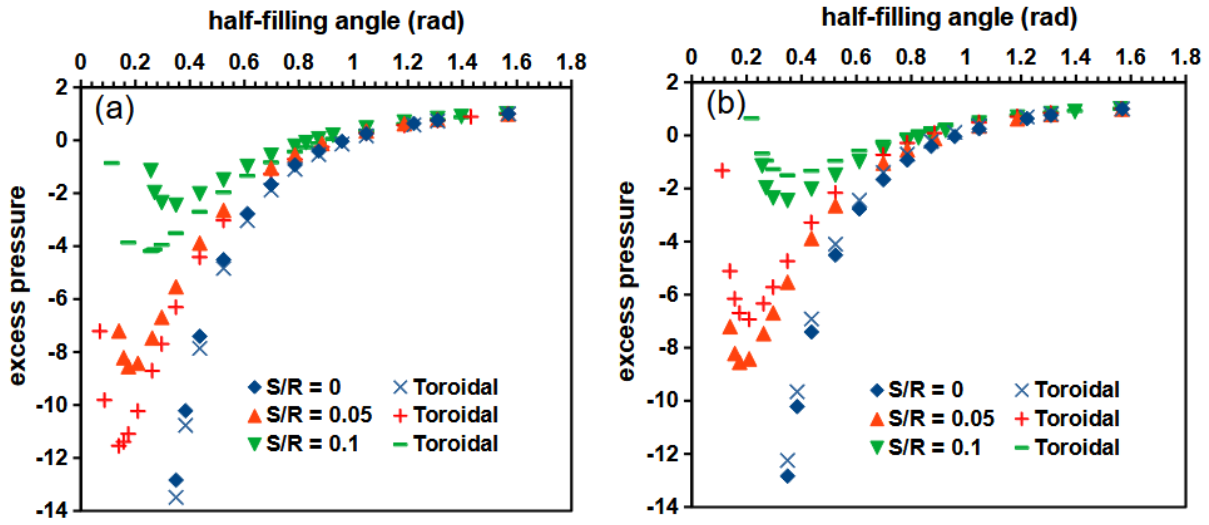 half-filling angle (rad)
0 0.2 0.4 0.6 0.8 1 1.2 1.4 1.6 1.8
2
0
-2
-4
-6
-8
-10
-12
-14
excess pressure
(a)
S/R = 0 Toroidal
S/R = 0.05 Toroidal
S/R = 0.1 Toroidal
half-filling angle (rad)
0 0.2 0.4 0.6 0.8 1 1.2 1.4 1.6 1.8
2
0
-2
-4
-6
-8
-10
-12
-14
excess pressure
(b)
S/R = 0 Toroidal
S/R = 0.05 Toroidal
S/R = 0.1 Toroidal